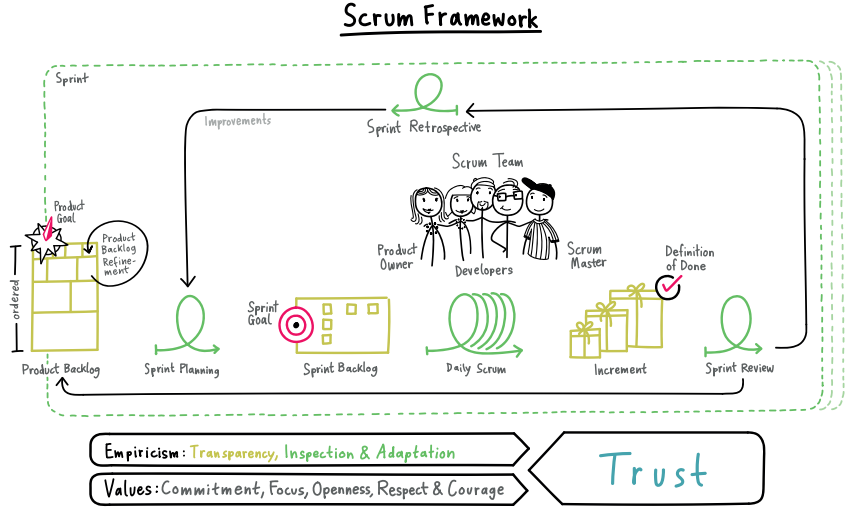 Scrum Framework
Sprint
Improvements
Sprint Retrospective
Scrum Team
Product
Goal
Product
Backlog
Refine-
ment
Product
Owner
Developers
Scrum
Master
Definition
of Done
ordered
Sprint
Goal
Product Backlog
Sprint Planning
Sprint Backlog
Daily Scrum
Increment
Sprint Review
Empiricism: Transparency, Inspection & Adaptation
Values: Commitment, Focus, Openness, Respect & Courage
Trust